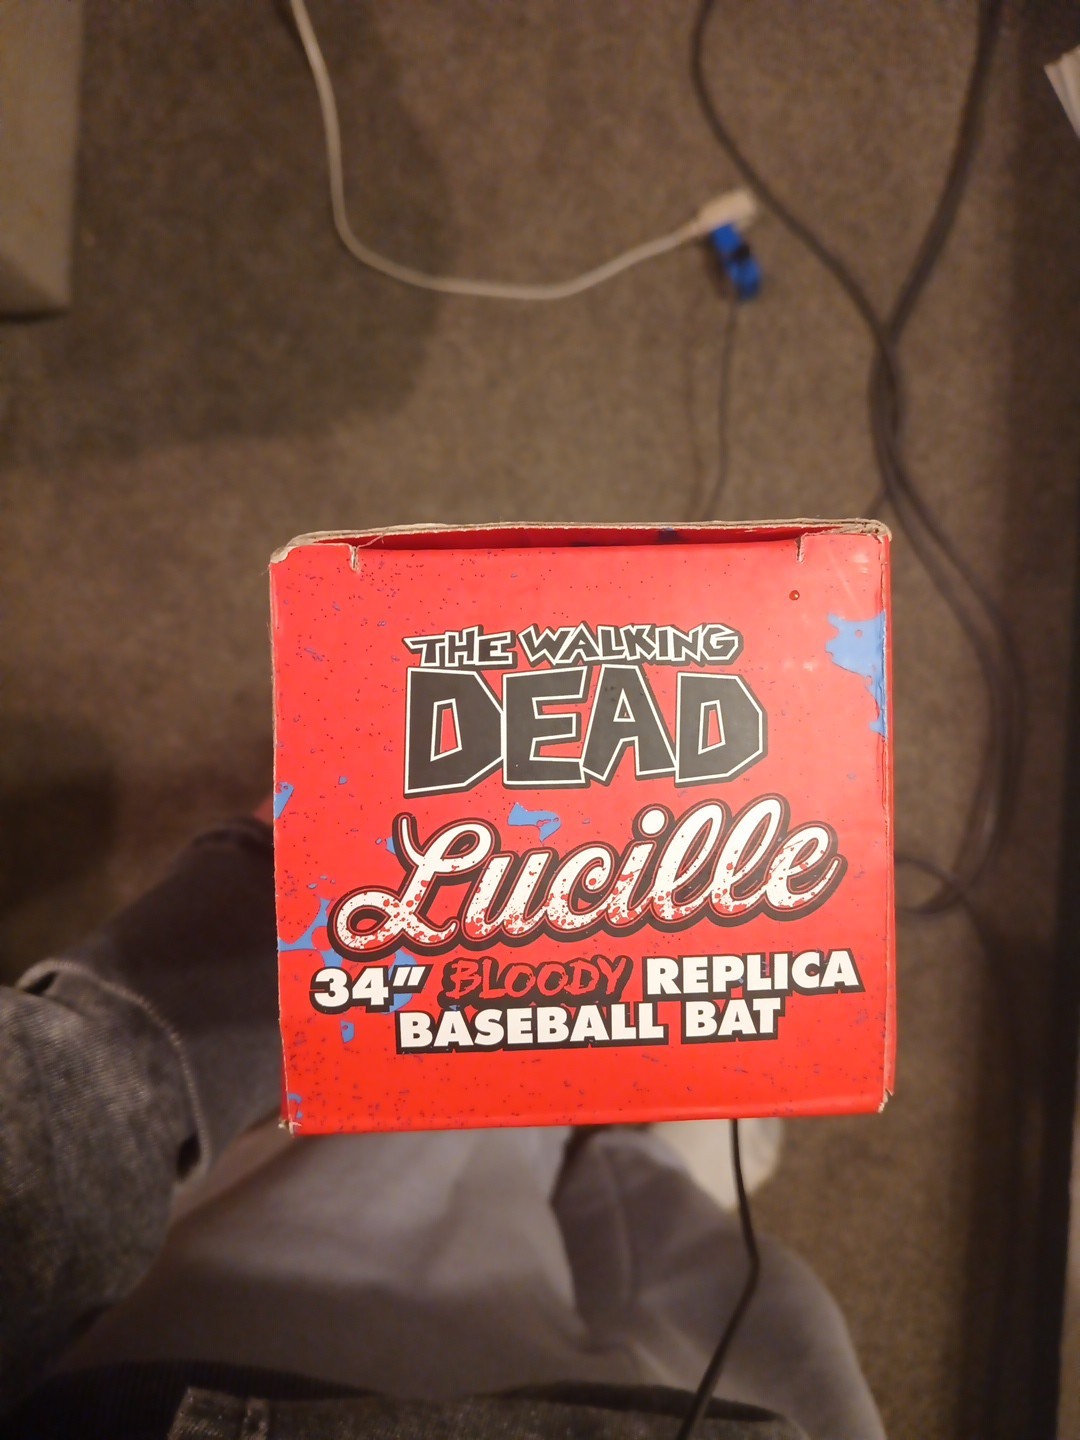 THE WALKING
DEAD
Lucille
34" BLOODY REPLICA
BASEBALL BAT